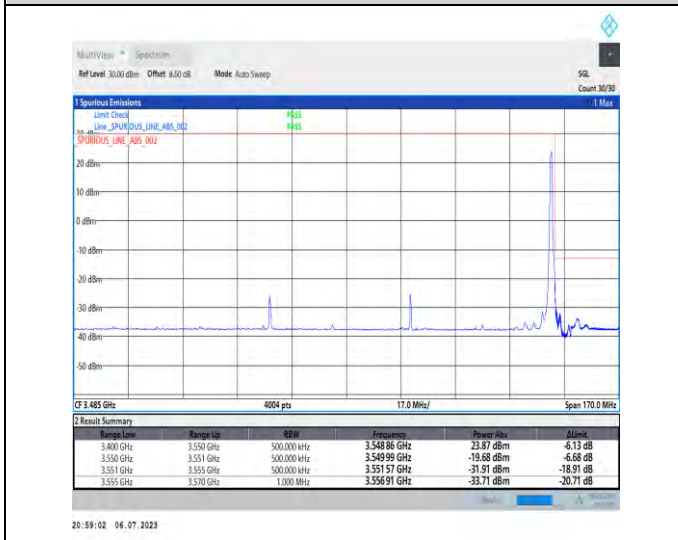 MultiView Spectrum
Ref Level 30.00 dBm Offset 8.60 dB Mode Auto Sweep SGL
Count 30/30
1 Spurious Emissions 1 Max
Limit Check PASS
Line _SPURIOUS_LINE_ABS_002 PASS
_SPURIOUS_LINE_ABS_002
20 dBm
10 dBm
0 dBm
-10 dBm
-20 dBm
-30 dBm
-40 dBm
-50 dBm
CF 3.485 GHz 4004 pts 17.0 MHz/ Span 170.0 MHz
2 Result Summary
Range Low Range Up RBW Frequency Power Abs ΔLimit
3.400 GHz 3.550 GHz 500.000 kHz 3.548 86 GHz 23.87 dBm -6.13 dB
3.550 GHz 3.551 GHz 500.000 kHz 3.549 99 GHz -19.68 dBm -6.68 dB
3.551 GHz 3.555 GHz 500.000 kHz 3.551 57 GHz -31.91 dBm -18.91 dB
3.555 GHz 3.570 GHz 1.000 MHz 3.556 91 GHz -33.71 dBm -20.71 dB
20:59:02 06.07.2023